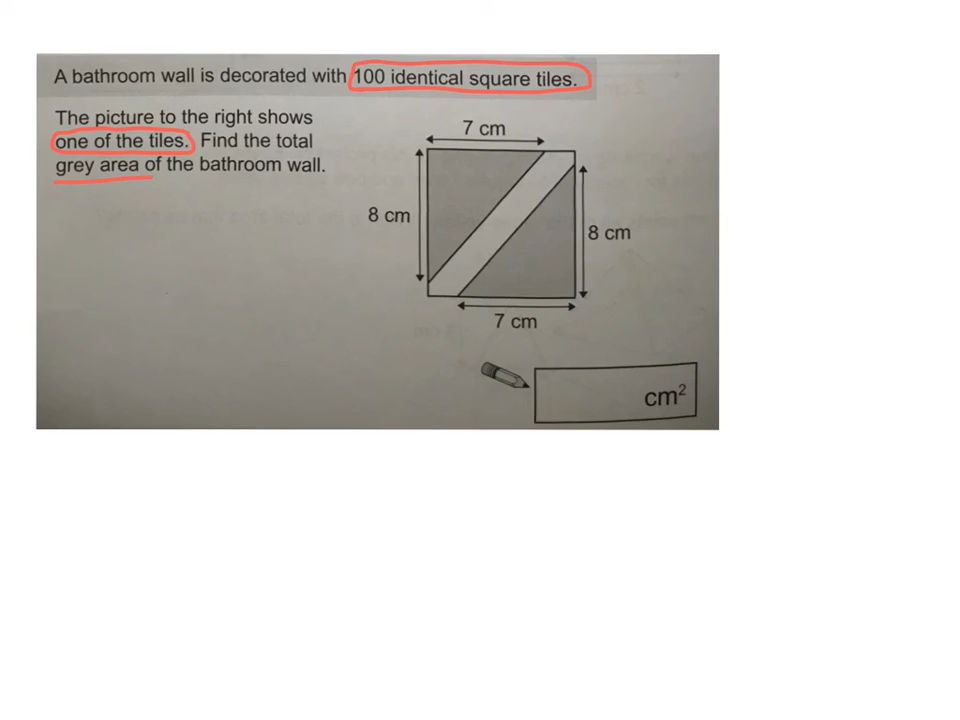 A bathroom wall is decorated with 100 identical square tiles.
The picture to the right shows
one of the tiles. Find the total
grey area of the bathroom wall.
7 cm
8 cm
8 cm
7 cm
cm²